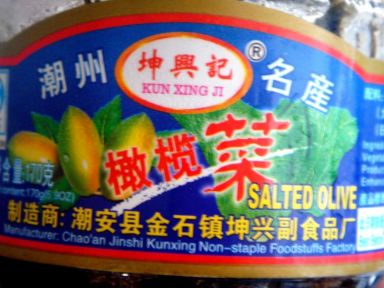 潮州
坤興記
KUN XING JI
®
名産
橄榄菜
SALTED OLIVE
含量:170克
content:170g(5.9OZ)
制造商: 潮安县金石镇坤兴副食品厂
Manufacturer: Chao'an Jinshi Kunxing Non-staple Foodstuffs Factory